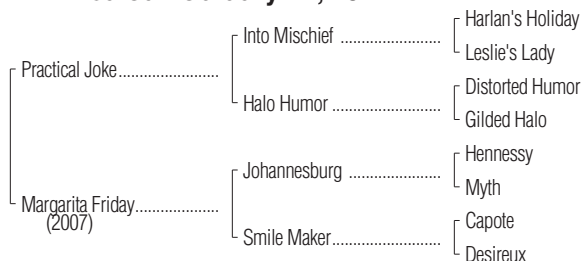 Harlan's Holiday
Into Mischief ........................
Leslie's Lady
Practical Joke........................
Distorted Humor
Halo Humor ..........................
Gilded Halo
Hennessy
Johannesburg ......................
Myth
Margarita Friday....................
(2007)
Capote
Smile Maker..........................
Desireux